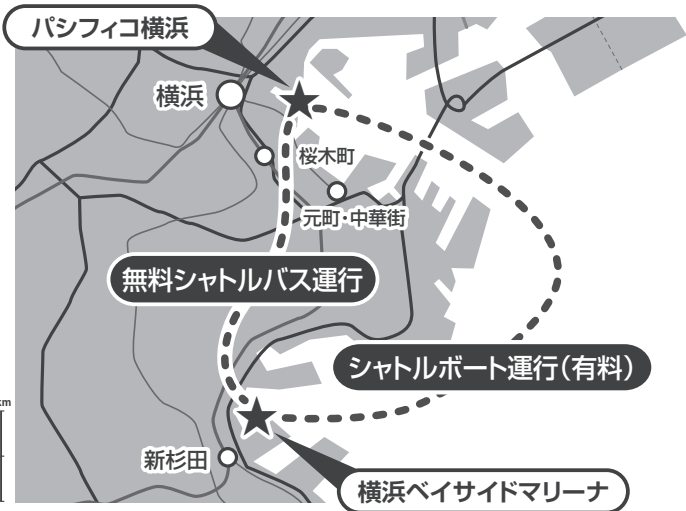 パシフィコ横浜
横浜
桜木町
元町・中華街
無料シャトルバス運行
シャトルボート運行(有料)
km
新杉田
横浜ベイサイドマリーナ